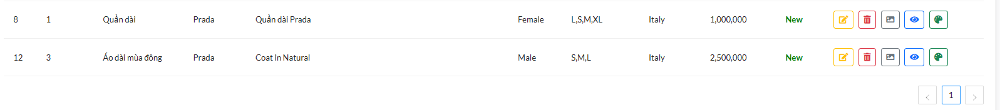 8 1 Quần dài Prada Quần dài Prada Female L,S,M,XL Italy 1,000,000 New
12 3 Áo dài mùa đông Prada Coat in Natural Male S,M,L Italy 2,500,000 New
1